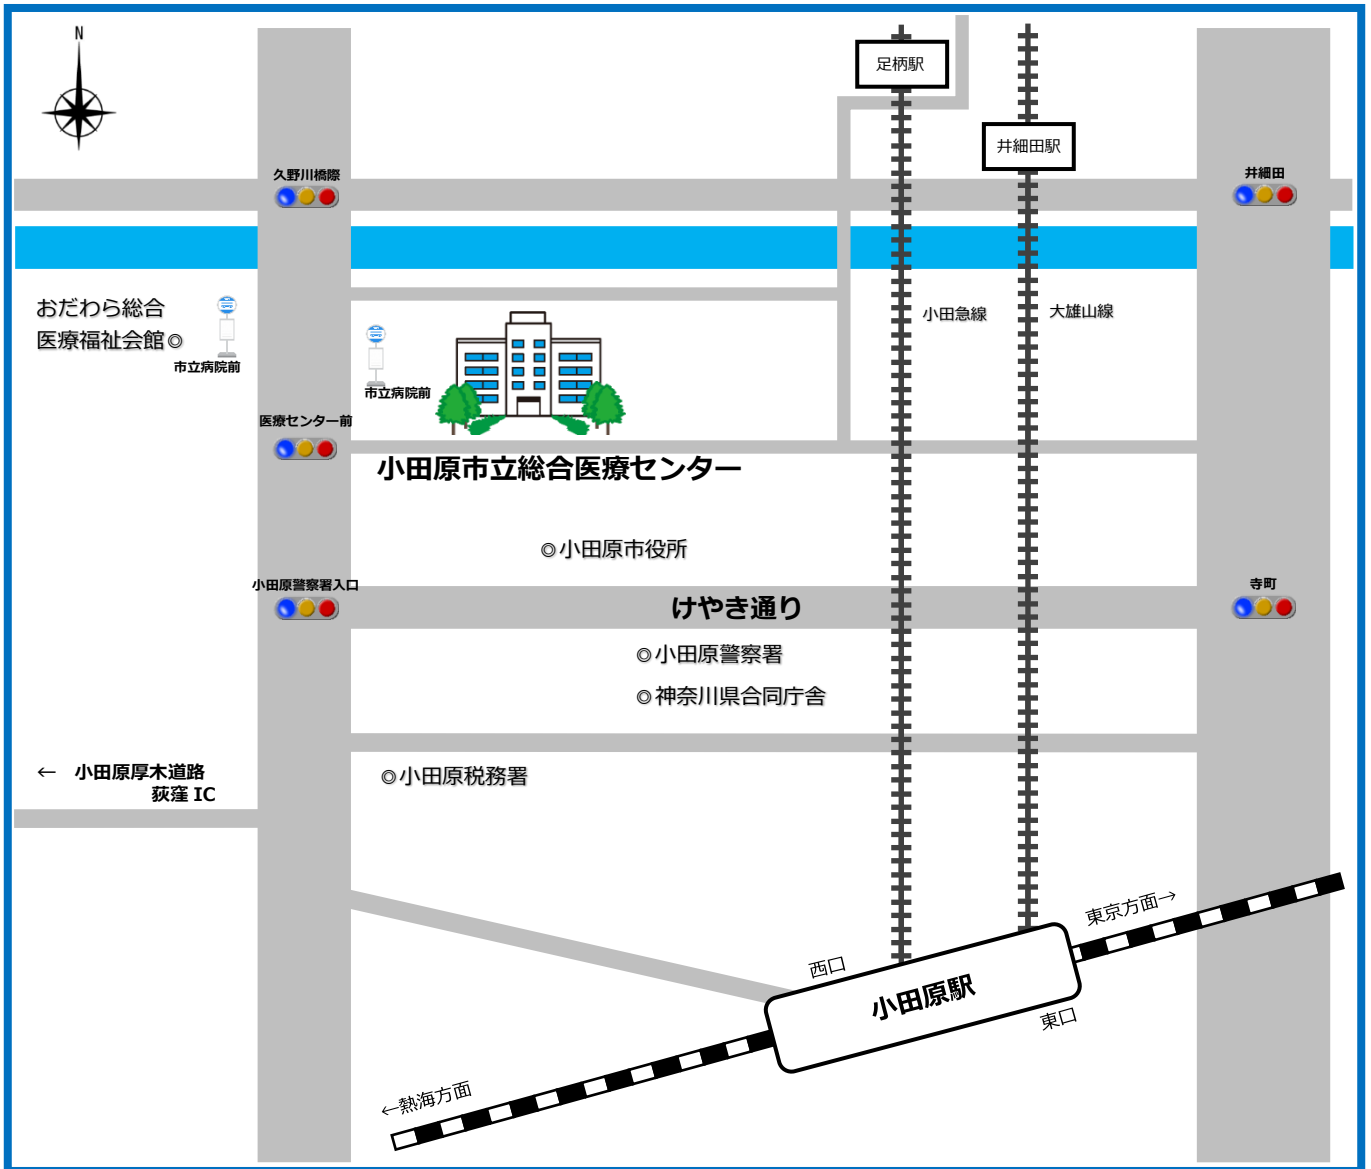 N
足柄駅
井細田駅
久野川橋際
井細田
おだわら総合
医療福祉会館◎
市立病院前
市立病院前
小田急線
大雄山線
医療センター前
小田原市立総合医療センター
◎小田原市役所
小田原警察署入口
けやき通り
寺町
◎小田原警察署
◎神奈川県合同庁舎
← 小田原厚木道路
荻窪 IC
◎小田原税務署
東京方面→
西口
小田原駅
東口
←熱海方面